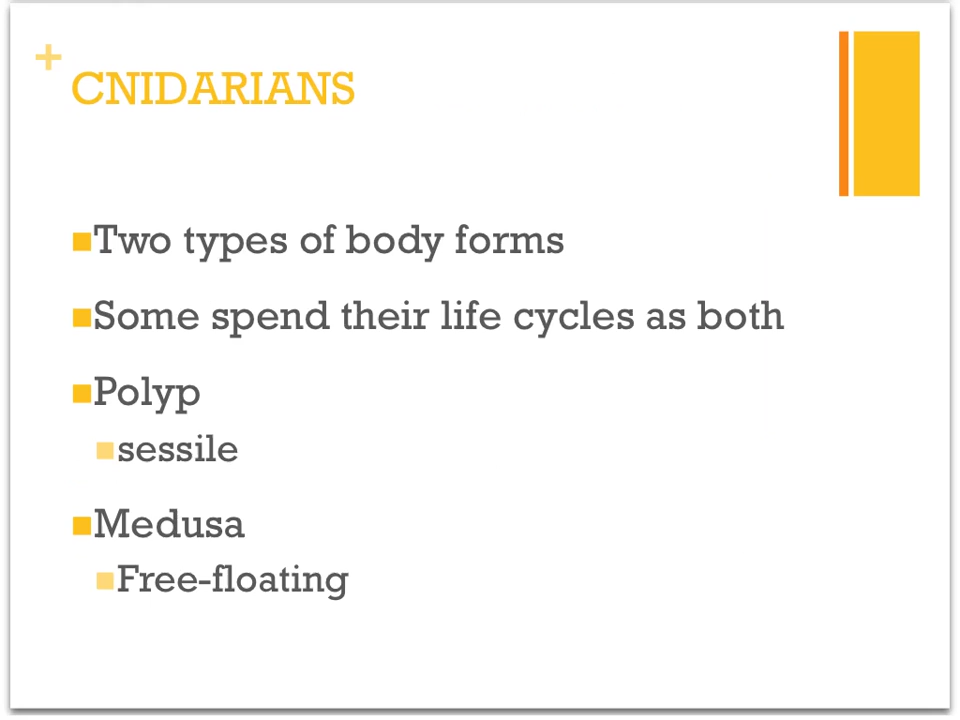 +
CNIDARIANS
Two types of body forms
Some spend their life cycles as both
Polyp
sessile
Medusa
Free-floating